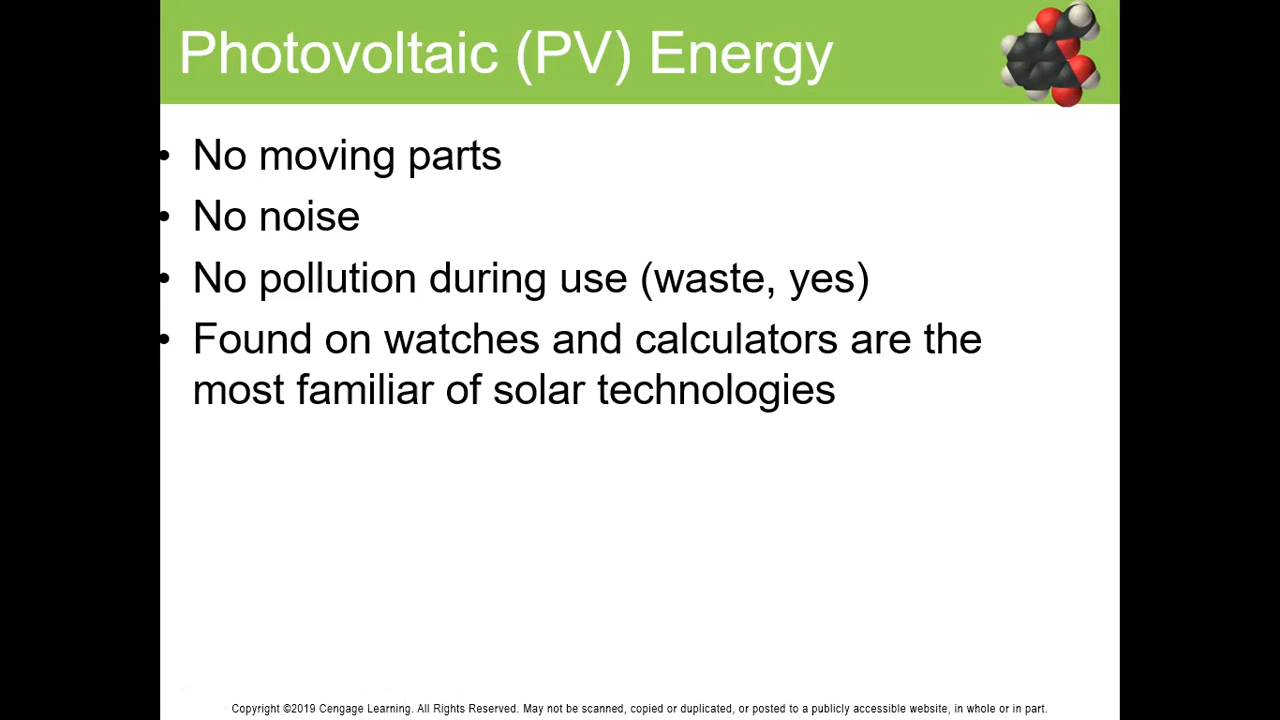 Photovoltaic (PV) Energy
• No moving parts
• No noise
• No pollution during use (waste, yes)
• Found on watches and calculators are the
most familiar of solar technologies
Copyright ©2019 Cengage Learning. All Rights Reserved. May not be scanned, copied or duplicated, or posted to a publicly accessible website, in whole or in part.